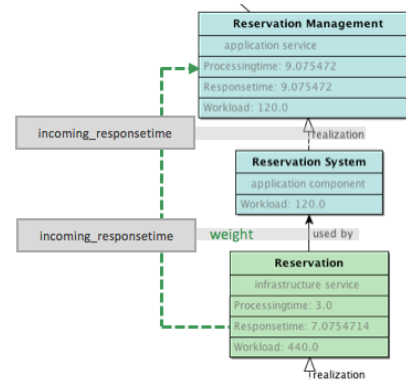 Reservation Management
application service
Processingtime: 9.075472
Responsetime: 9.075472
Workload: 120.0
incoming_responsetime
realization
Reservation System
application component
Workload: 120.0
incoming_responsetime
weight
used by
Reservation
infrastructure service
Processingtime: 3.0
Responsetime: 7.0754714
Workload: 440.0
realization